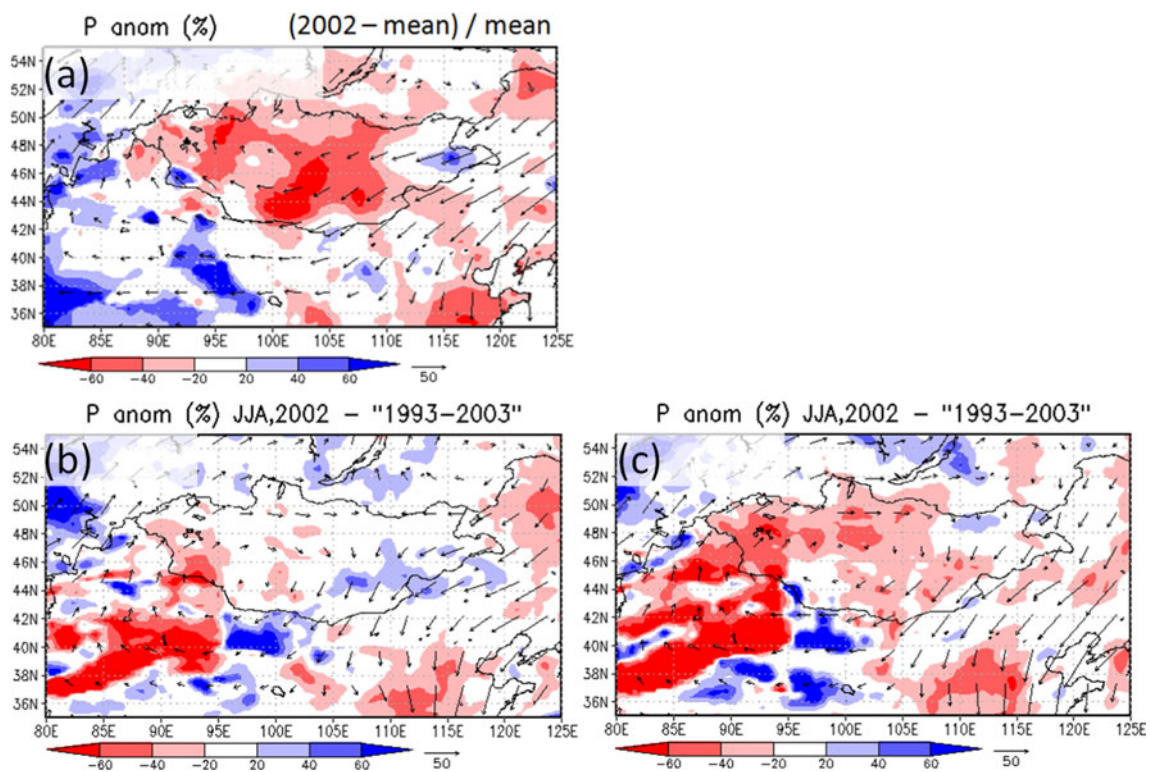 P anom (%) (2002 – mean) / mean
(a)
54N
52N
50N
48N
46N
44N
42N
40N
38N
36N
80E 85E 90E 95E 100E 105E 110E 115E 120E 125E
−60 −40 −20 20 40 60 50
P anom (%) JJA,2002 − "1993−2003"
(b)
54N
52N
50N
48N
46N
44N
42N
40N
38N
36N
80E 85E 90E 95E 100E 105E 110E 115E 120E 125E
−60 −40 −20 20 40 60 50
P anom (%) JJA,2002 − "1993−2003"
(c)
54N
52N
50N
48N
46N
44N
42N
40N
38N
36N
80E 85E 90E 95E 100E 105E 110E 115E 120E 125E
−60 −40 −20 20 40 60 50